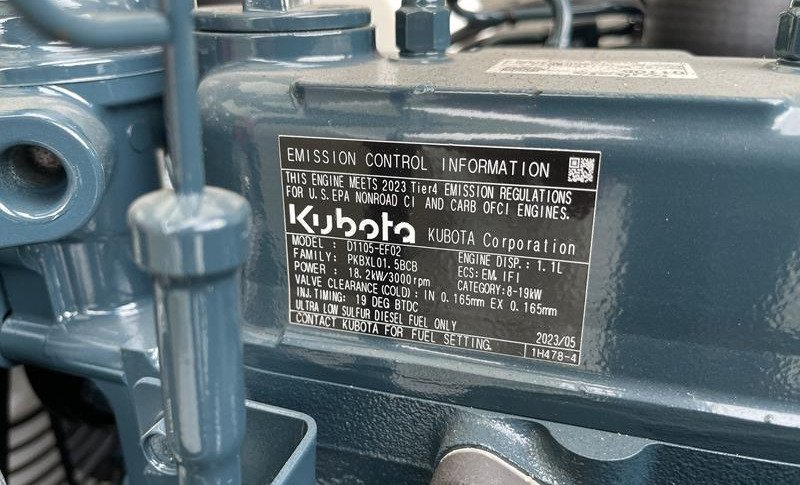 EMISSION CONTROL INFORMATION
THIS ENGINE MEETS 2023 Tier4 EMISSION REGULATIONS
FOR U.S.EPA NONROAD CI AND CARB OFCI ENGINES.
Kubota KUBOTA Corporation
MODEL : D1105-EF02 ENGINE DISP.: 1.1L
FAMILY: PKBXL01.5BCB ECS: EM,IFI
POWER : 18.2kW/3000rpm CATEGORY:8-19kW
VALVE CLEARANCE(COLD): IN 0.165mm EX 0.165mm
INJ.TIMING: 19 DEG BTDC
ULTRA LOW SULFUR DIESEL FUEL ONLY 2023/05
CONTACT KUBOTA FOR FUEL SETTING. 1H478-4